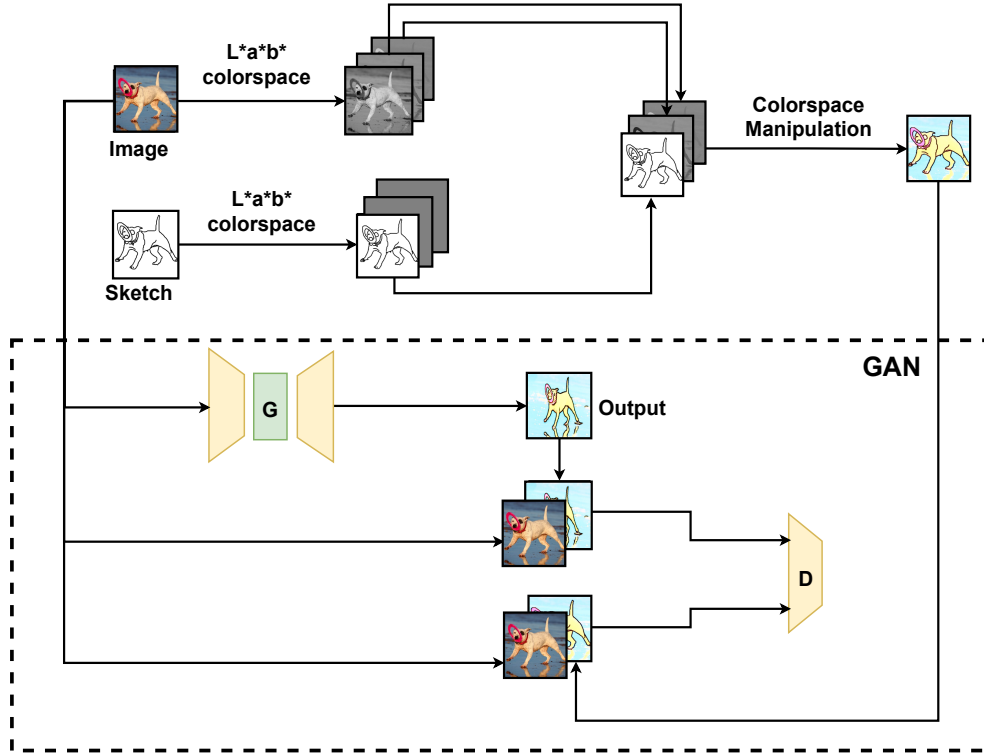 L*a*b*
colorspace
Image
Colorspace
Manipulation
L*a*b*
colorspace
Sketch
GAN
G
Output
D